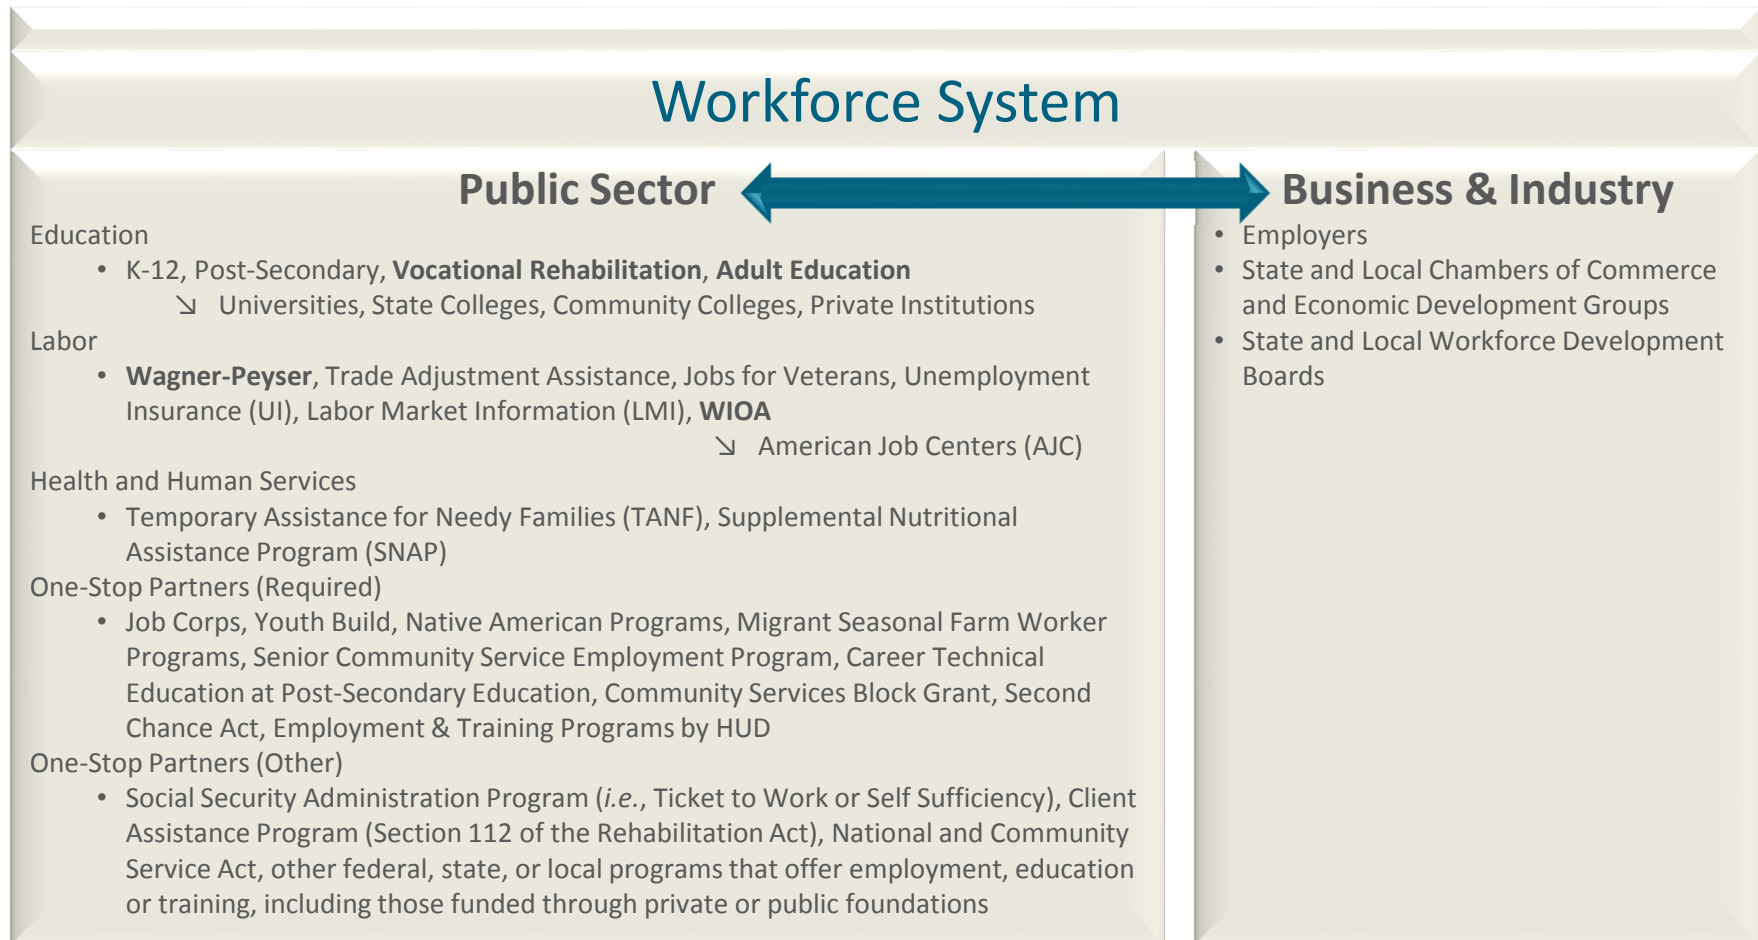 Workforce System
Public Sector
Education
• K-12, Post-Secondary, Vocational Rehabilitation, Adult Education
↘ Universities, State Colleges, Community Colleges, Private Institutions
Labor
• Wagner-Peyser, Trade Adjustment Assistance, Jobs for Veterans, Unemployment
Insurance (UI), Labor Market Information (LMI), WIOA
↘ American Job Centers (AJC)
Health and Human Services
• Temporary Assistance for Needy Families (TANF), Supplemental Nutritional
Assistance Program (SNAP)
One-Stop Partners (Required)
• Job Corps, Youth Build, Native American Programs, Migrant Seasonal Farm Worker
Programs, Senior Community Service Employment Program, Career Technical
Education at Post-Secondary Education, Community Services Block Grant, Second
Chance Act, Employment & Training Programs by HUD
One-Stop Partners (Other)
• Social Security Administration Program (i.e., Ticket to Work or Self Sufficiency), Client
Assistance Program (Section 112 of the Rehabilitation Act), National and Community
Service Act, other federal, state, or local programs that offer employment, education
or training, including those funded through private or public foundations
Business & Industry
• Employers
• State and Local Chambers of Commerce
and Economic Development Groups
• State and Local Workforce Development
Boards